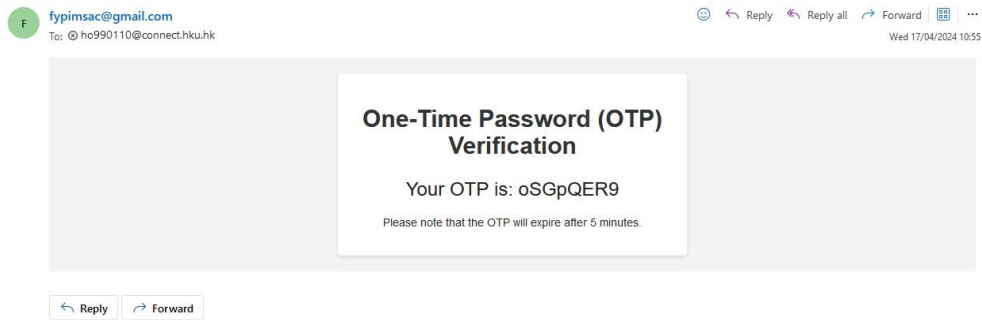 F
fypimsac@gmail.com
Reply
Reply all
Forward
To: ho990110@connect.hku.hk
Wed 17/04/2024 10:55
One-Time Password (OTP)
Verification
Your OTP is: oSGpQER9
Please note that the OTP will expire after 5 minutes.
Reply
Forward